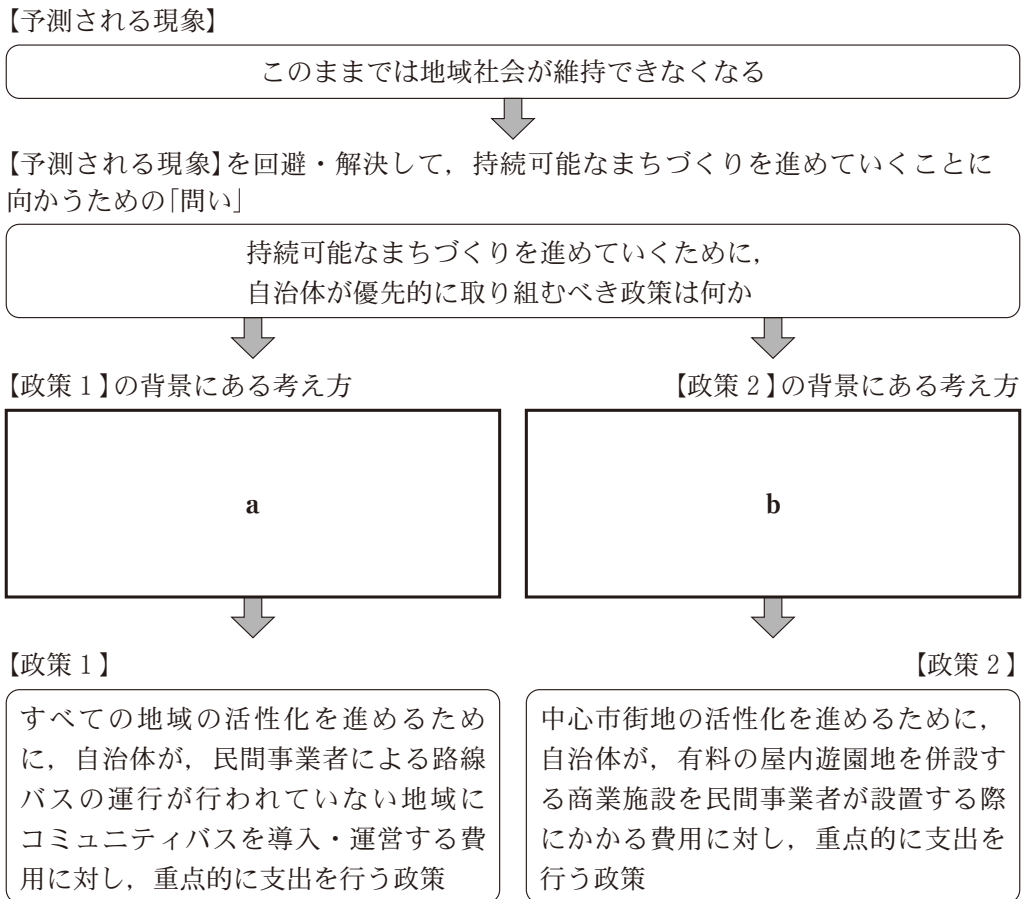 【予測される現象】
このままでは地域社会が維持できなくなる
【予測される現象】を回避・解決して，持続可能なまちづくりを進めていくことに
向かうための「問い」
持続可能なまちづくりを進めていくために，
自治体が優先的に取り組むべき政策は何か
【政策 1】の背景にある考え方
【政策 2】の背景にある考え方
a
b
【政策 1】
すべての地域の活性化を進めるため
に，自治体が，民間事業者による路線
バスの運行が行われていない地域に
コミュニティバスを導入・運営する費
用に対し，重点的に支出を行う政策
【政策 2】
中心市街地の活性化を進めるために，
自治体が，有料の屋内遊園地を併設す
る商業施設を民間事業者が設置する際
にかかる費用に対し，重点的に支出を
行う政策